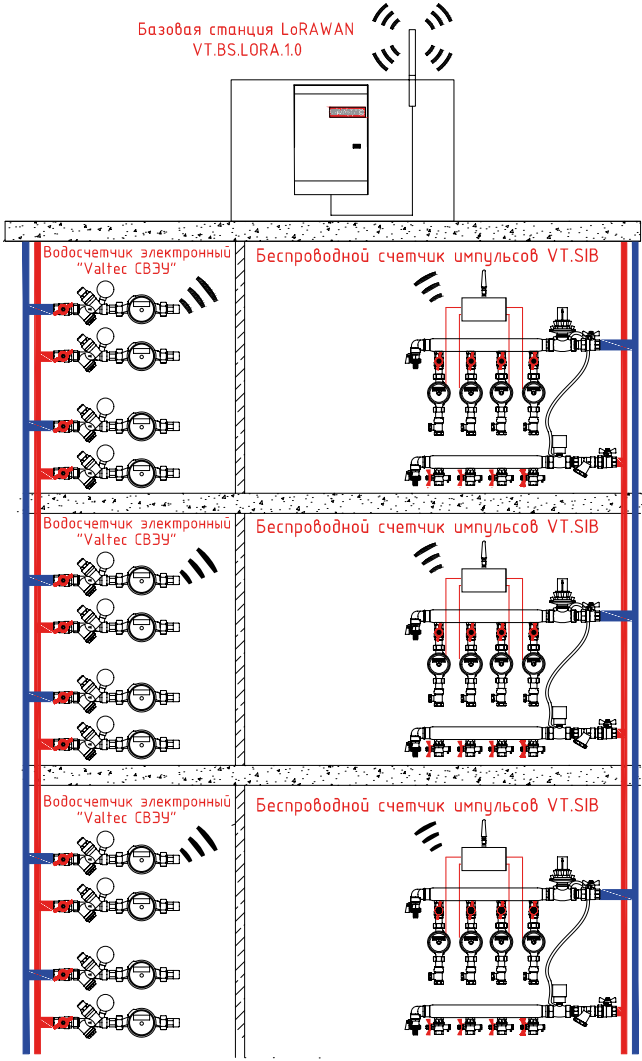 Базовая станция LoRAWAN
VT.BS.LORA.1.0
Водосчетчик электронный
"Valtec СВЭУ"
Беспроводной счетчик импульсов VT.SIB
Водосчетчик электронный
"Valtec СВЭУ"
Беспроводной счетчик импульсов VT.SIB
Водосчетчик электронный
"Valtec СВЭУ"
Беспроводной счетчик импульсов VT.SIB